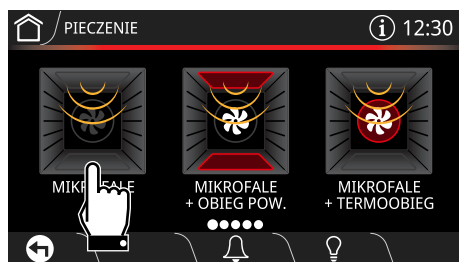 PIECZENIE
i 12:30
MIKROFALE
MIKROFALE
+ OBIEG POW.
MIKROFALE
+ TERMOOBIEG